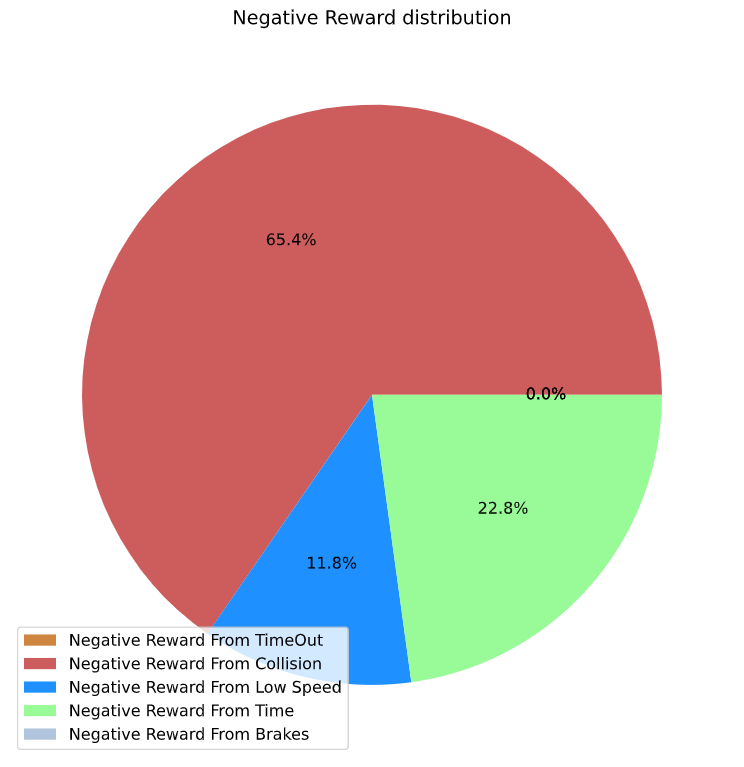 Negative Reward distribution
65.4%
0.0%
22.8%
11.8%
Negative Reward From TimeOut
Negative Reward From Collision
Negative Reward From Low Speed
Negative Reward From Time
Negative Reward From Brakes